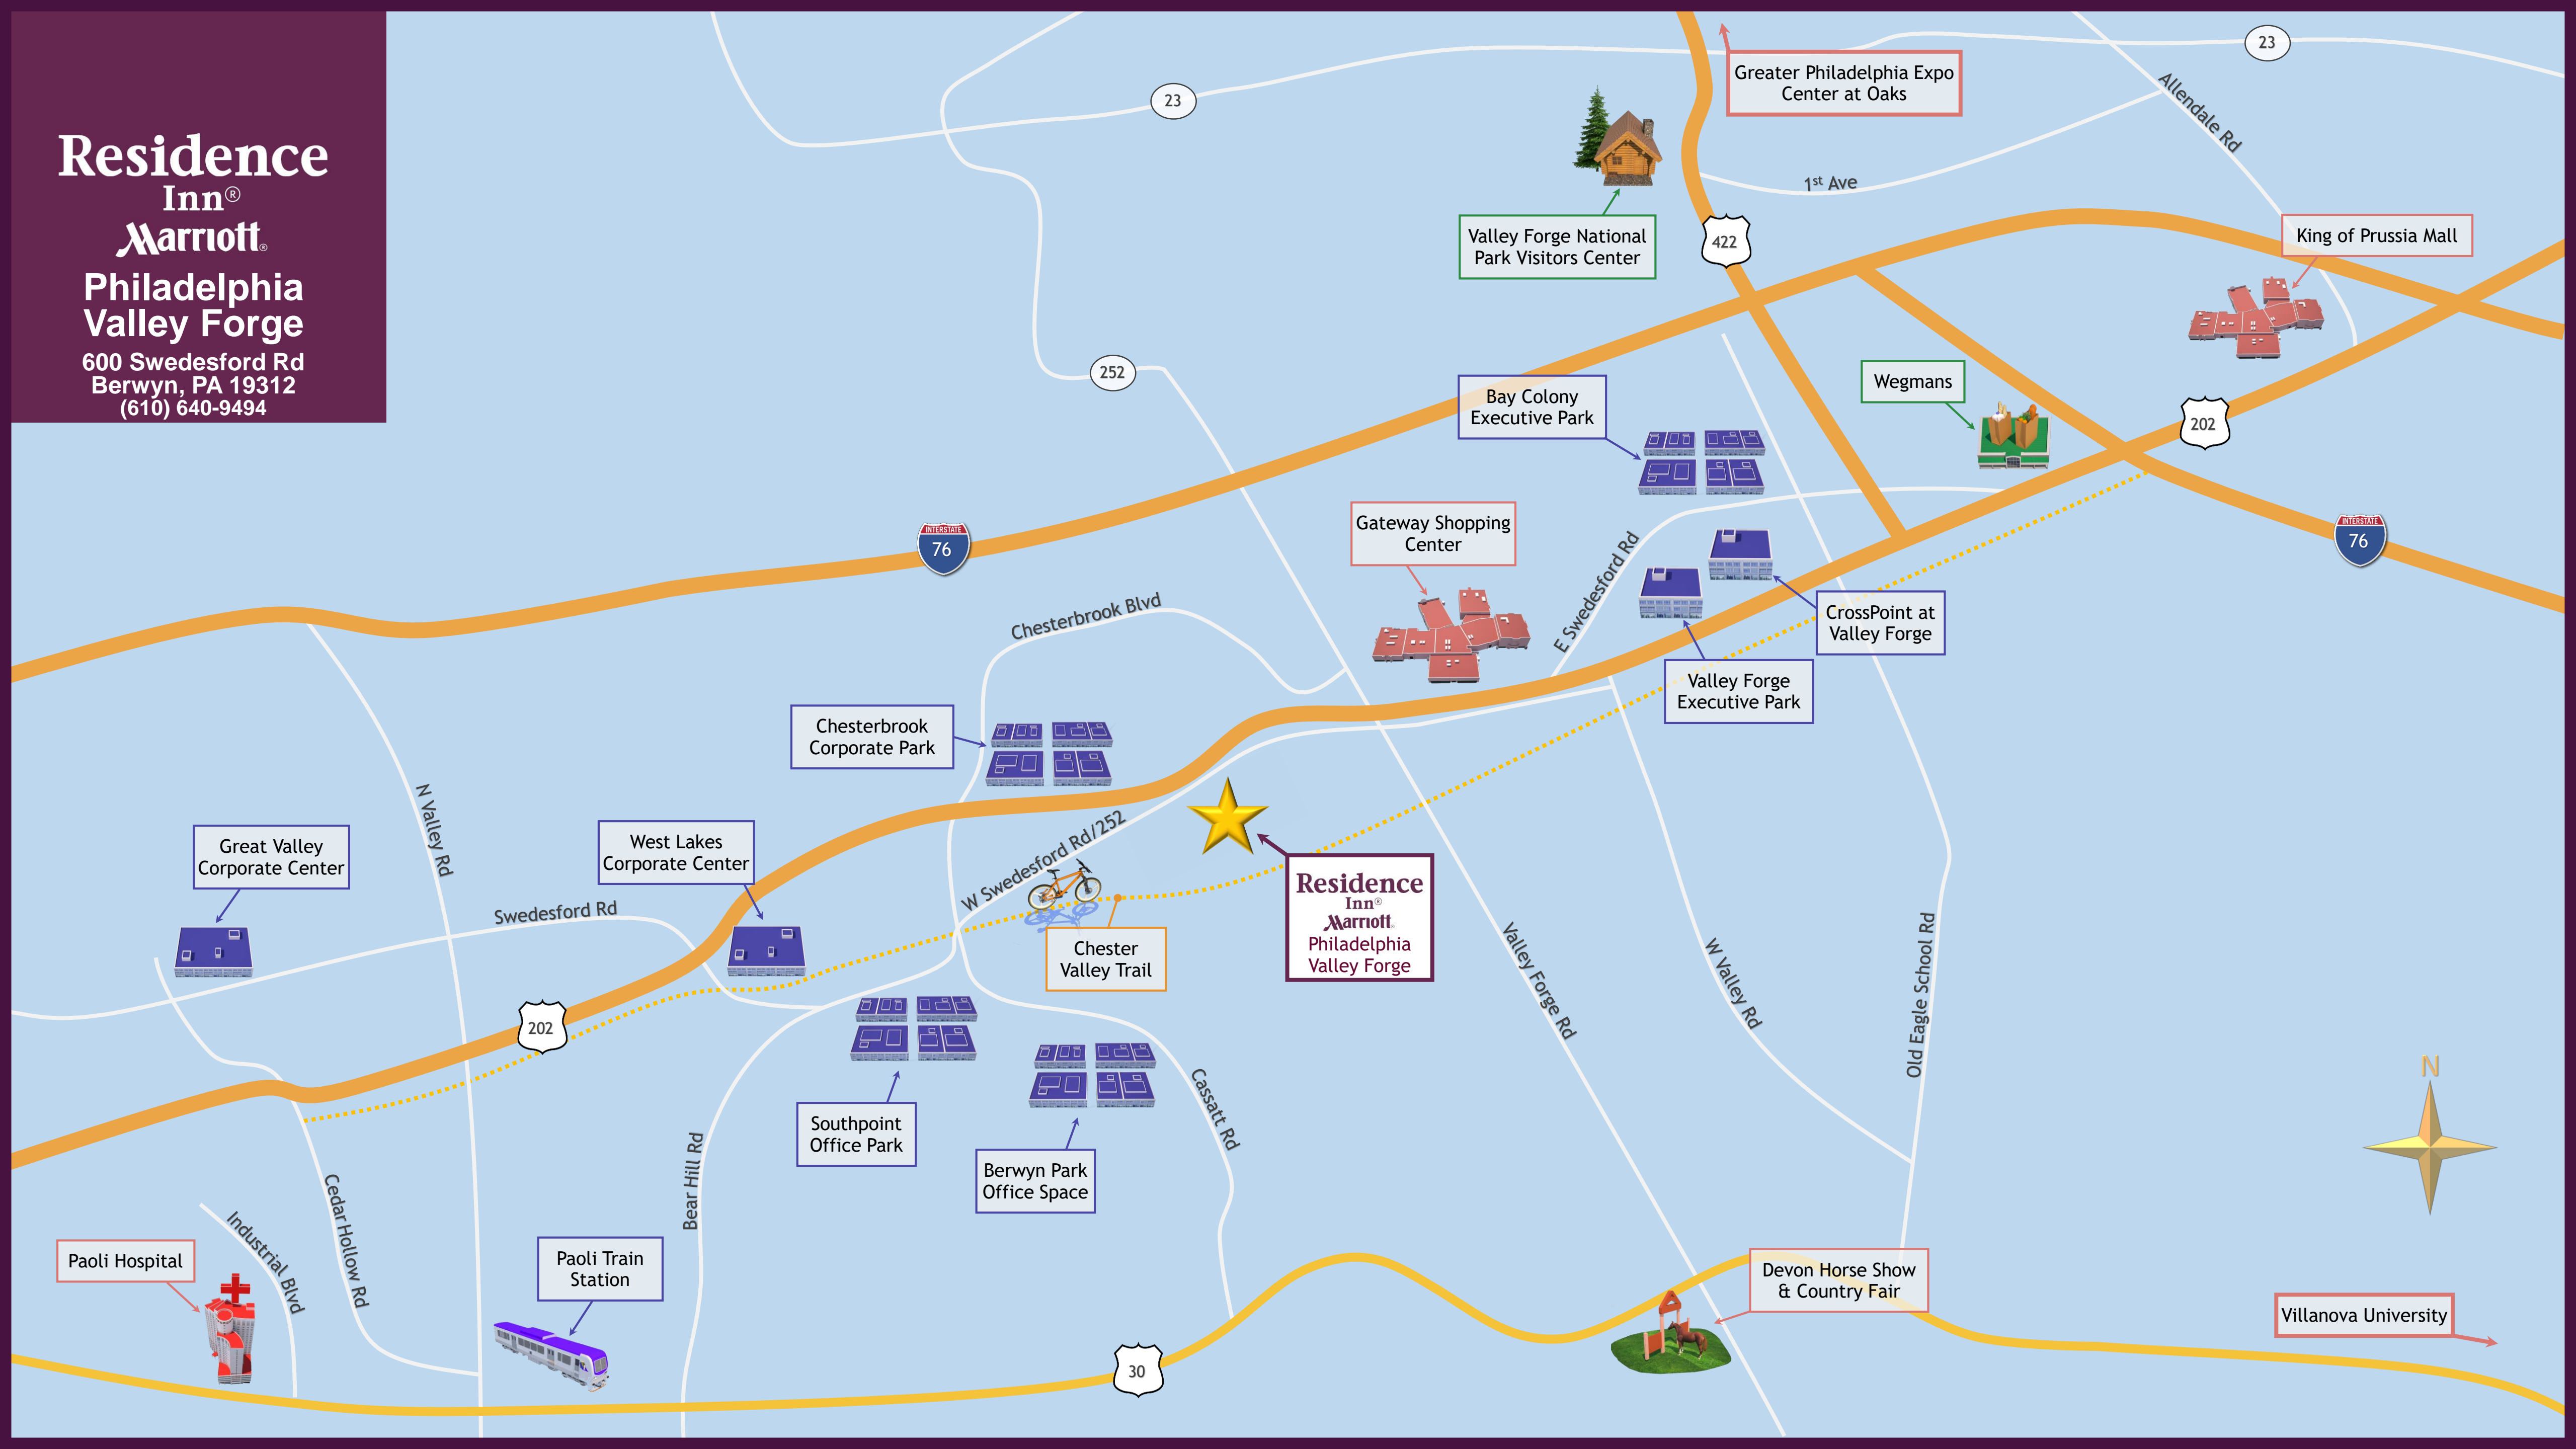 Residence
Inn®
Marriott®
Philadelphia
Valley Forge
600 Swedesford Rd
Berwyn, PA 19312
(610) 640-9494
23
23
Greater Philadelphia Expo
Center at Oaks
Allendale Rd
1st Ave
Valley Forge National
Park Visitors Center
422
King of Prussia Mall
252
Bay Colony
Executive Park
Wegmans
202
Gateway Shopping
Center
INTERSTATE
76
INTERSTATE
76
E Swedesford Rd
Chesterbrook Blvd
CrossPoint at
Valley Forge
Valley Forge
Executive Park
Chesterbrook
Corporate Park
N Valley Rd
Great Valley
Corporate Center
West Lakes
Corporate Center
W Swedesford Rd/252
Swedesford Rd
Residence
Inn®
Marriott®
Philadelphia
Valley Forge
Chester
Valley Trail
Valley Forge Rd
W Valley Rd
Old Eagle School Rd
202
Southpoint
Office Park
Cassatt Rd
Berwyn Park
Office Space
Bear Hill Rd
N
Cedar Hollow Rd
Industrial Blvd
Paoli Hospital
Paoli Train
Station
Devon Horse Show
& Country Fair
Villanova University
30